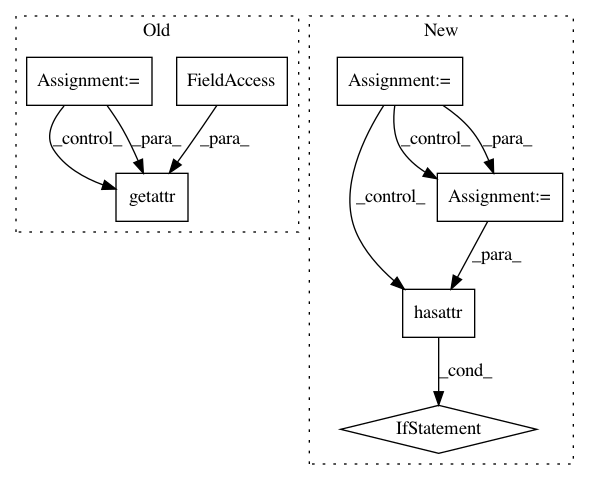 Old
New
Assignment:=
FieldAccess
Assignment:=
_control_
_para_
_para_
_control_
_para_
getattr
_control_
Assignment:=
_para_
hasattr
_cond_
IfStatement